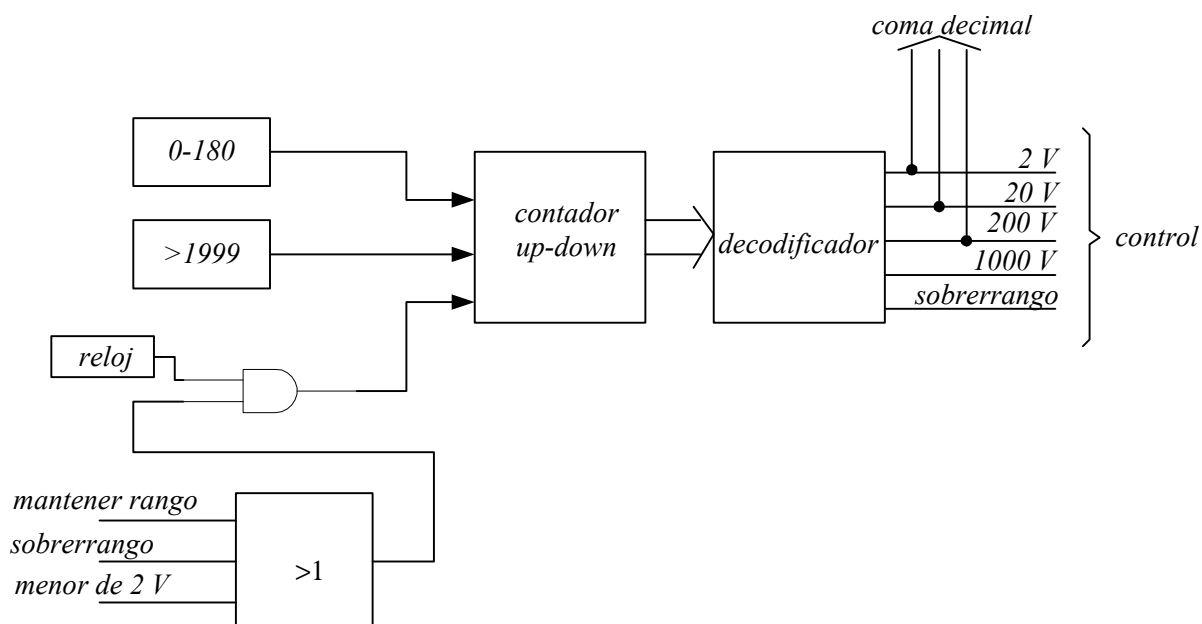 coma decimal
0-180
>1999
contador
up-down
decodificador
2 V
20 V
200 V
1000 V
sobrerrango
control
reloj
mantener rango
sobrerrango
menor de 2 V
>1